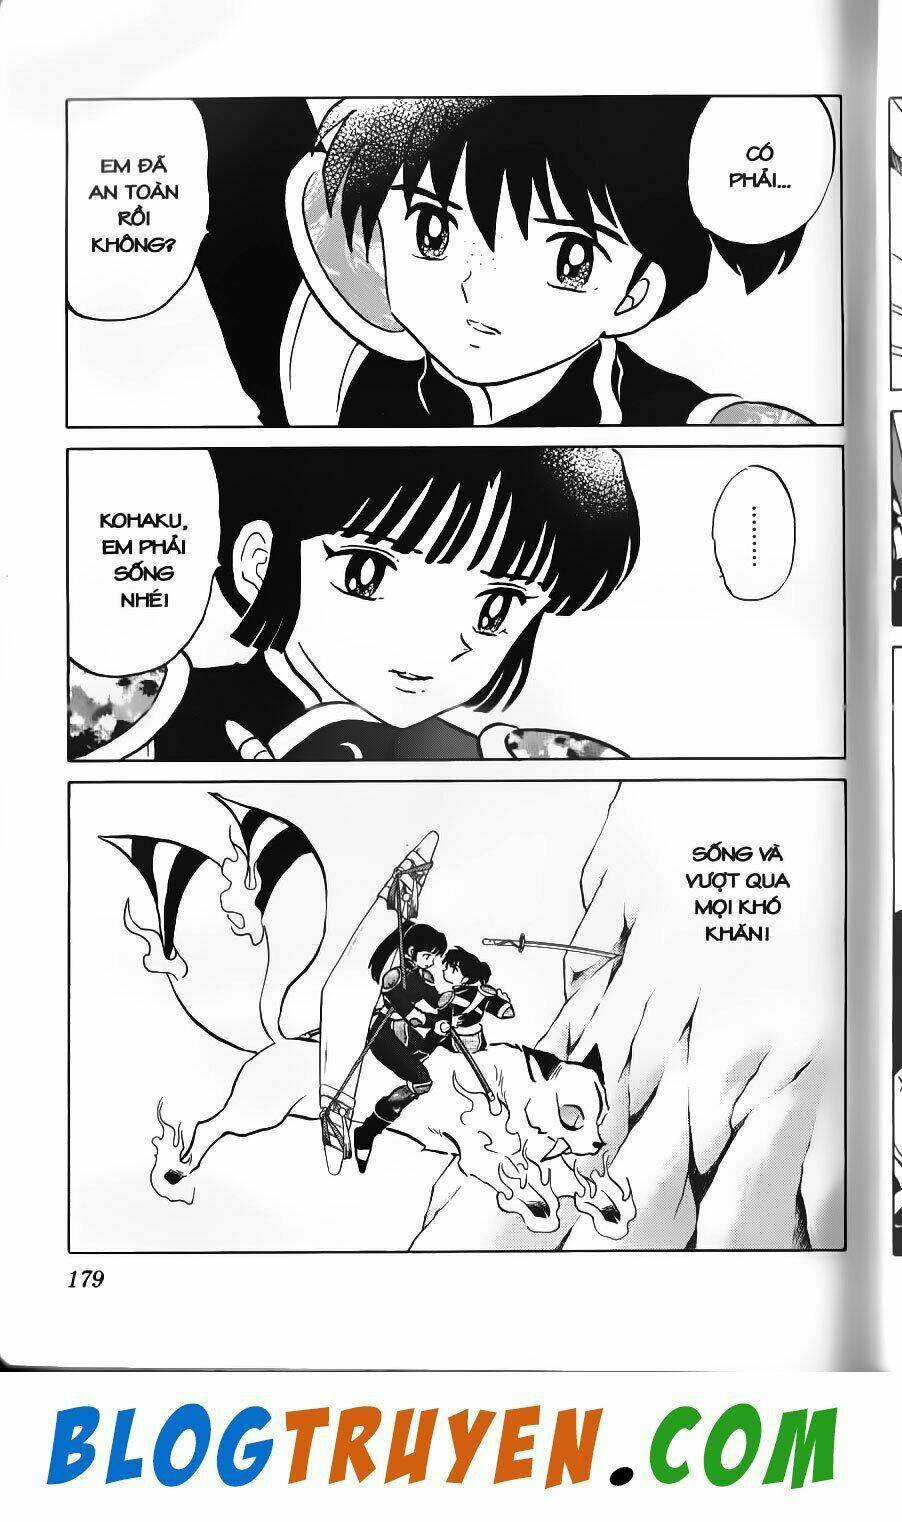 CÓ
PHẢI...
EM ĐÃ
AN TOÀN
RỒI
KHÔNG?
.........
KOHAKU,
EM PHẢI
SỐNG
NHÉ!
SỐNG VÀ
VƯỢT QUA
MỌI KHÓ
KHĂN!
179
BLOGTRUYEN.COM